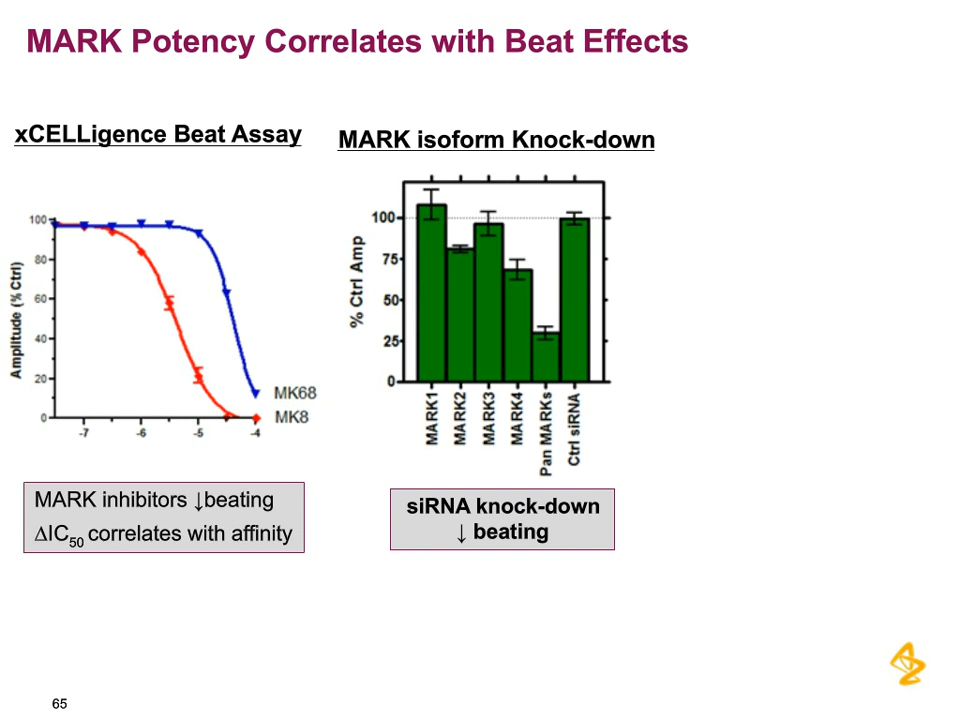 MARK Potency Correlates with Beat Effects
xCELLigence Beat Assay
Amplitude (% Ctrl)
100
80
60
40
20
0
-7
-6
-5
-4
MK68
MK8
MARK inhibitors ↓beating
ΔIC50 correlates with affinity
MARK isoform Knock-down
% Ctrl Amp
100
75
50
25
0
MARK1
MARK2
MARK3
MARK4
Pan MARKs
Ctrl siRNA
siRNA knock-down
↓ beating
65